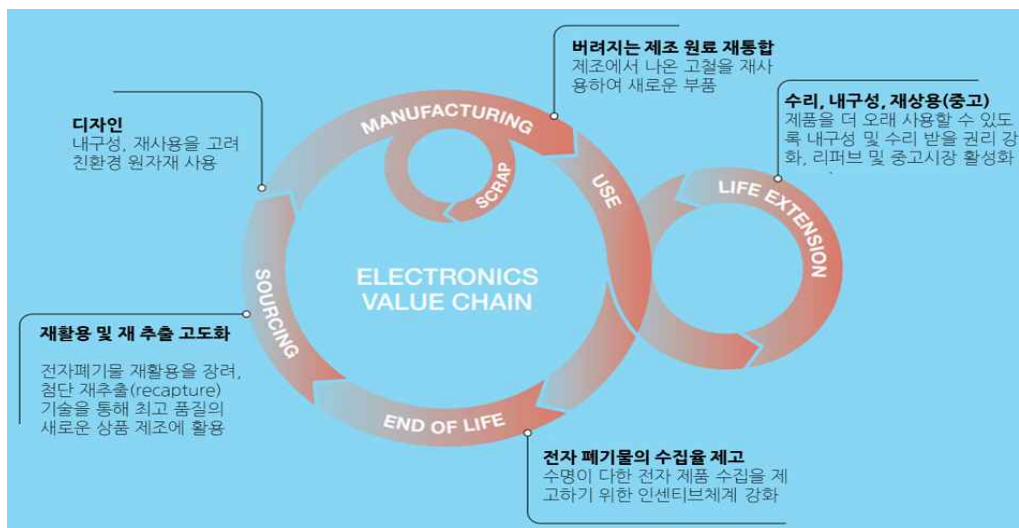 버려지는 제조 원료 재통합
제조에서 나온 고철을 재사
용하여 새로운 부품
수리, 내구성, 재상용(중고)
제품을 더 오래 사용할 수 있도
록 내구성 및 수리 받을 권리 강
화, 리퍼브 및 중고시장 활성화
디자인
내구성, 재사용을 고려
친환경 원자재 사용
MANUFACTURING
SCRAP
USE
LIFE EXTENSION
ELECTRONICS
VALUE CHAIN
SOURCING
END OF LIFE
재활용 및 재 추출 고도화
전자폐기물 재활용을 장려,
첨단 재추출(recapture)
기술을 통해 최고 품질의
새로운 상품 제조에 활용
전자 폐기물의 수집율 제고
수명이 다한 전자 제품 수집을 제
고하기 위한 인센티브체계 강화